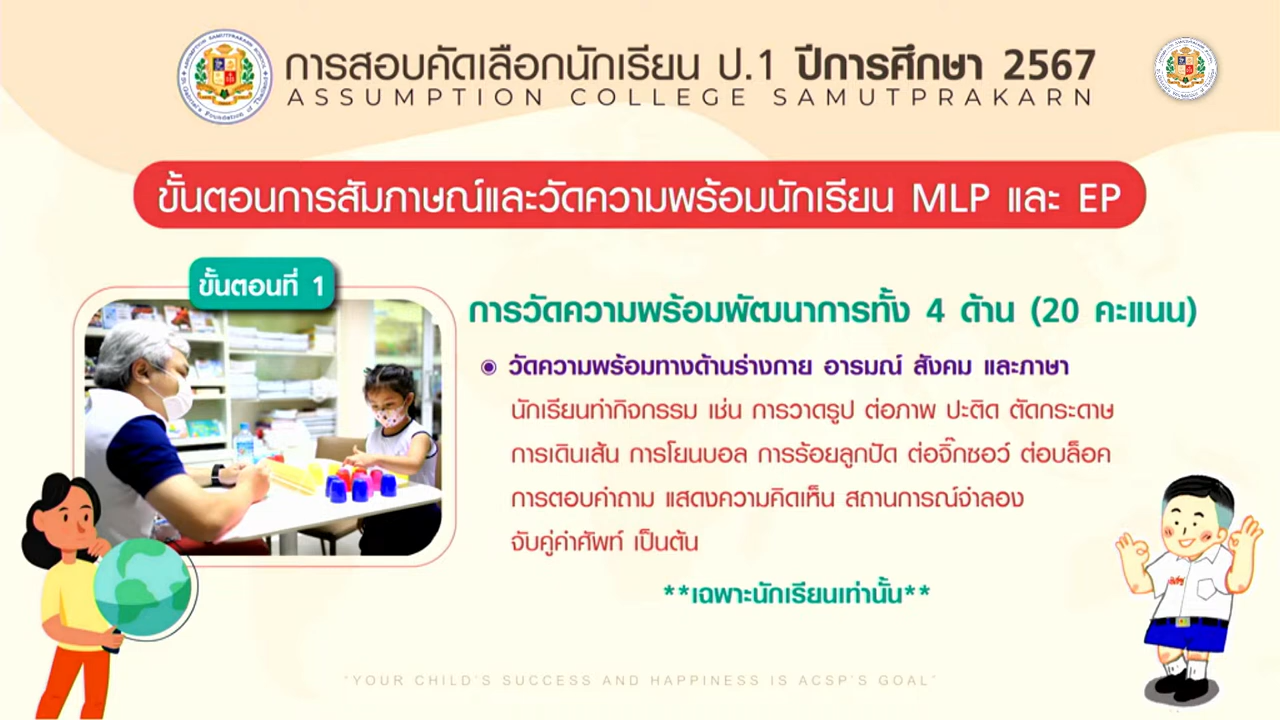 การสอบคัดเลือกนักเรียน ป.1 ปีการศึกษา 2567
ASSUMPTION COLLEGE SAMUTPRAKARN
ขั้นตอนการสัมภาษณ์และวัดความพร้อมนักเรียน MLP และ EP
ขั้นตอนที่ 1
การวัดความพร้อมพัฒนาการทั้ง 4 ด้าน (20 คะแนน)
วัดความพร้อมทางด้านร่างกาย อารมณ์ สังคม และภาษา
นักเรียนทำกิจกรรม เช่น การวาดรูป ต่อภาพ ปะติด ตัดกระดาษ
การเดินเส้น การโยนบอล การร้อยลูกปัด ต่อจิ๊กซอว์ ต่อบล็อค
การตอบคำถาม แสดงความคิดเห็น สถานการณ์จำลอง
จับคู่คำศัพท์ เป็นต้น
**เฉพาะนักเรียนเท่านั้น**
"YOUR CHILD'S SUCCESS AND HAPPINESS IS ACSP'S GOAL"